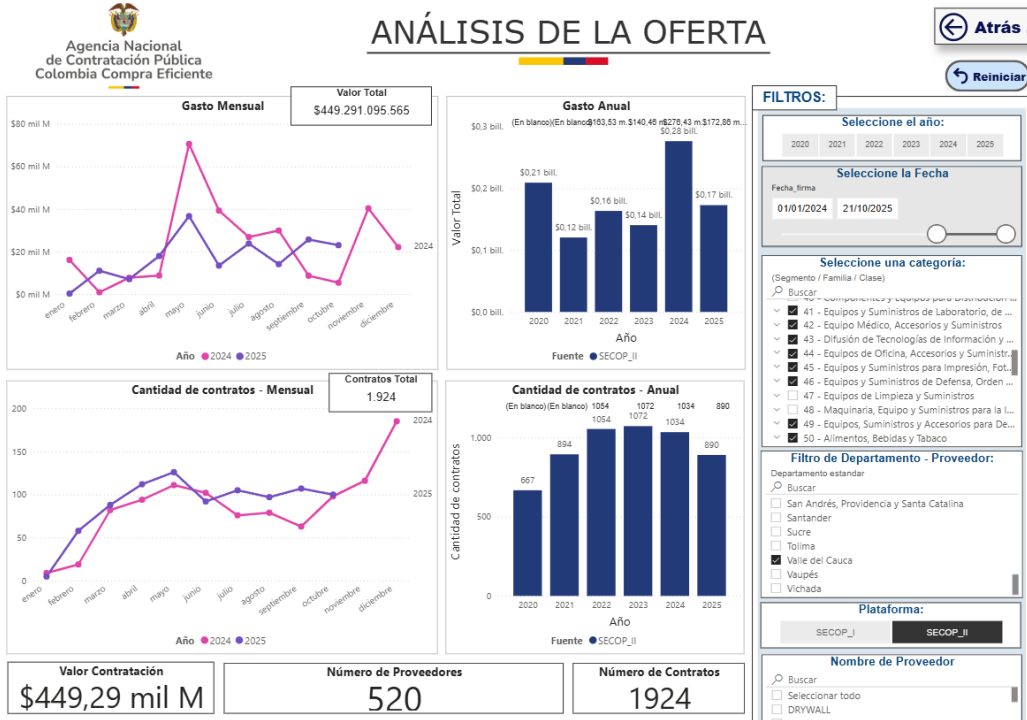 Agencia Nacional
de Contratación Pública
Colombia Compra Eficiente
ANÁLISIS DE LA OFERTA
Atrás
Reiniciar
Gasto Mensual
Valor Total
$449.291.095.565
$80 mil M
$60 mil M
$40 mil M
$20 mil M
$0 mil M
2024
enero
febrero
marzo
abril
mayo
junio
julio
agosto
septiembre
octubre
noviembre
diciembre
Año 2024 2025
Gasto Anual
(En blanco) (En blanco) $163,53 m... $140,46 m... $276,43 m... $172,86 m...
Valor Total
$0,3 bill.
$0,2 bill.
$0,1 bill.
$0,0 bill.
$0,21 bill.
$0,12 bill.
$0,16 bill.
$0,14 bill.
$0,28 bill.
$0,17 bill.
2020 2021 2022 2023 2024 2025
Año
Fuente SECOP_II
Cantidad de contratos - Mensual
Contratos Total
1.924
200
150
100
50
0
2024
2025
enero
febrero
marzo
abril
mayo
junio
julio
agosto
septiembre
octubre
noviembre
diciembre
Año 2024 2025
Cantidad de contratos - Anual
(En blanco) (En blanco) 1054 1072 1034 890
Cantidad de contratos
1.000
500
0
667
894
1054
1072
1034
890
2020 2021 2022 2023 2024 2025
Año
Fuente SECOP_II
Valor Contratación
$449,29 mil M
Número de Proveedores
520
Número de Contratos
1924
FILTROS:
Seleccione el año:
2020 2021 2022 2023 2024 2025
Seleccione la Fecha
Fecha_firma
01/01/2024 21/10/2025
Seleccione una categoría:
(Segmento / Familia / Clase)
Buscar
Componentes y Equipos para Distribución ...
41 - Equipos y Suministros de Laboratorio, de ...
42 - Equipo Médico, Accesorios y Suministros
43 - Difusión de Tecnologías de Información y ...
44 - Equipos de Oficina, Accesorios y Suministr...
45 - Equipos y Suministros para Impresión, Fot...
46 - Equipos y Suministros de Defensa, Orden ...
47 - Equipos de Limpieza y Suministros
48 - Maquinaria, Equipo y Suministros para la I...
49 - Equipos, Suministros y Accesorios para De...
50 - Alimentos, Bebidas y Tabaco
Filtro de Departamento - Proveedor:
Departamento estandar
Buscar
San Andrés, Providencia y Santa Catalina
Santander
Sucre
Tolima
Valle del Cauca
Vaupés
Vichada
Plataforma:
SECOP_I SECOP_II
Nombre de Proveedor
Buscar
Seleccionar todo
DRYWALL